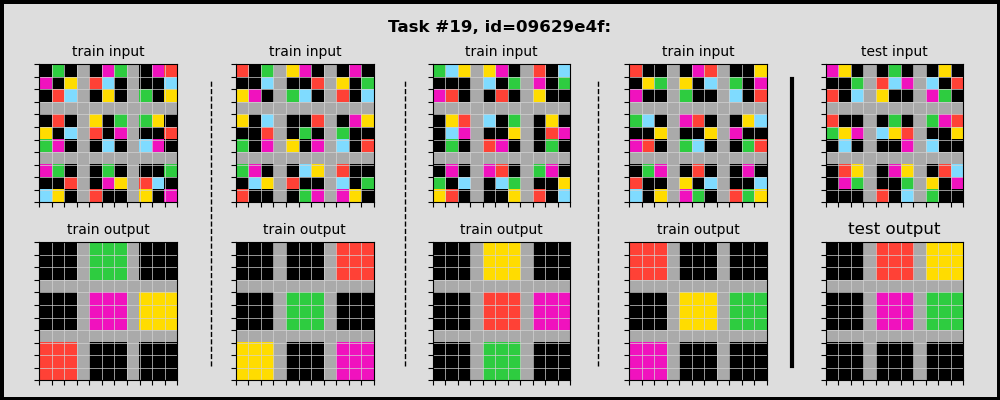 Task #19, id=09629e4f:
train input train input train input train input test input
train output train output train output train output test output